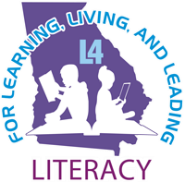 FOR LEARNING, LIVING, AND LEADING
L4
LITERACY